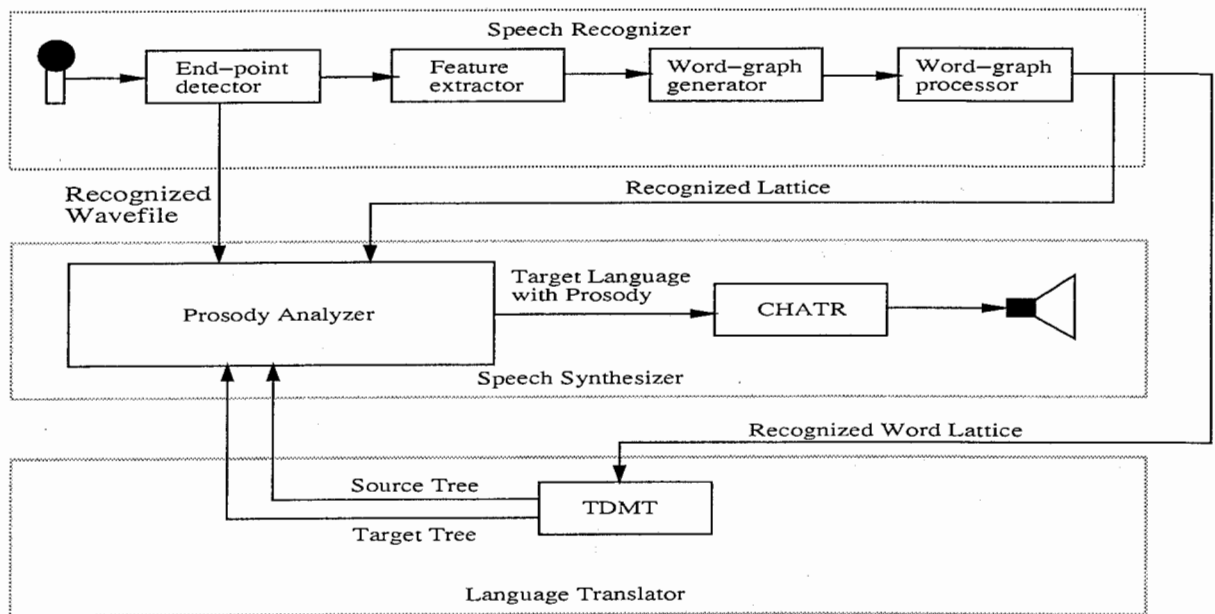 Speech Recognizer
End-point
detector
Feature
extractor
Word-graph
generator
Word-graph
processor
Recognized
Wavefile
Recognized Lattice
Prosody Analyzer
Target Language
with Prosody
CHATR
Speech Synthesizer
Recognized Word Lattice
Source Tree
TDMT
Target Tree
Language Translator